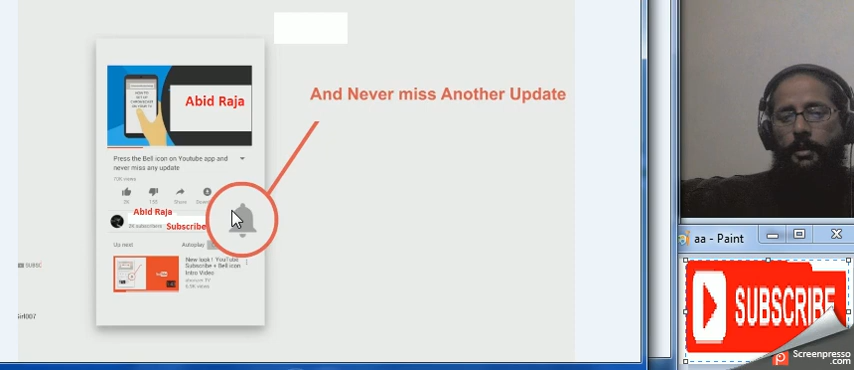 And Never miss Another Update
Abid Raja
Press the Bell icon on Youtube app and
never miss any update
Share
Abid Raja
2K subscribers
Subscribe
Up next
Autoplay
New look! YouTube
Subscribe + Bell icon
Intro Video
aa - Paint
SUBSCRIBE
Screenpresso
.com